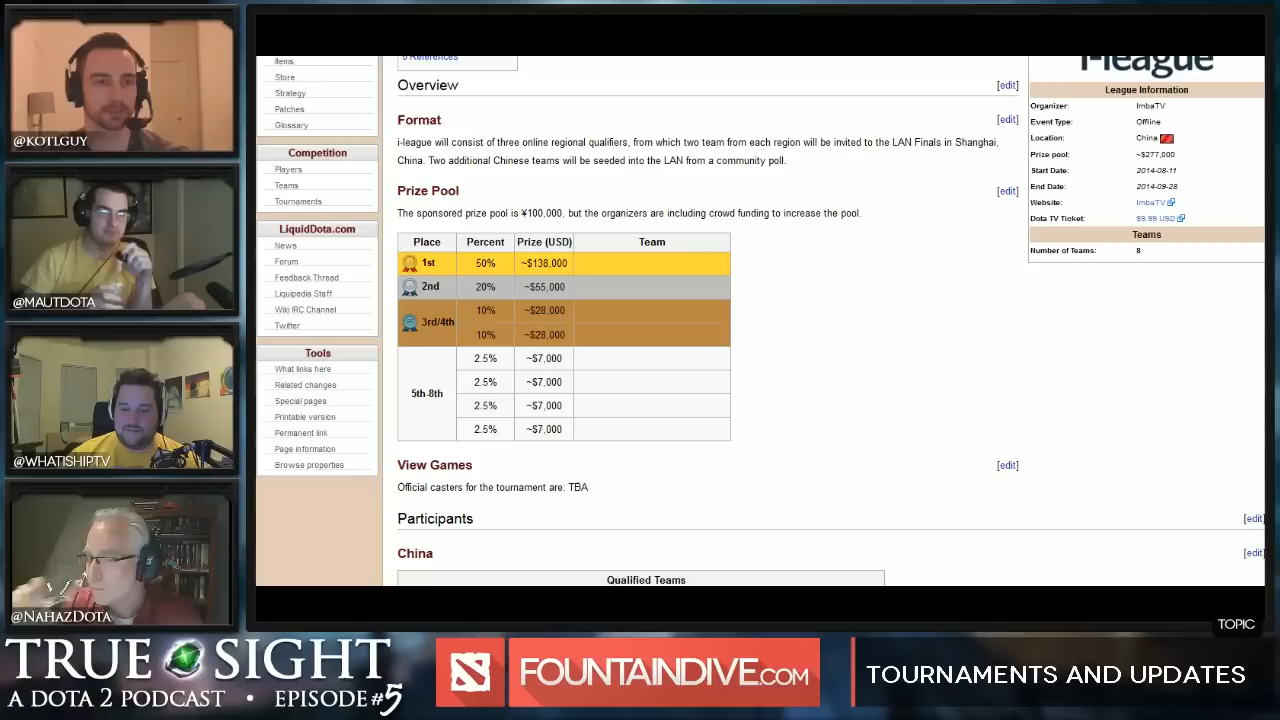 @KOTLGUY
@MAUTDOTA
@WHATISHIPTV
@NAHAZDOTA
Items
Store
Strategy
Patches
Glossary
Competition
Players
Teams
Tournaments
LiquidDota.com
News
Forum
Feedback Thread
Liquipedia Staff
Wiki IRC Channel
Twitter
Tools
What links here
Related changes
Special pages
Printable version
Permanent link
Page information
Browse properties
6 References
Overview [edit]
Format [edit]
i-league will consist of three online regional qualifiers, from which two team from each region will be invited to the LAN Finals in Shanghai,
China. Two additional Chinese teams will be seeded into the LAN from a community poll.
Prize Pool [edit]
The sponsored prize pool is ¥100,000, but the organizers are including crowd funding to increase the pool.
Place Percent Prize (USD) Team
1st 50% ~$138,000
2nd 20% ~$55,000
3rd/4th 10% ~$28,000
10% ~$28,000
5th-8th 2.5% ~$7,000
2.5% ~$7,000
2.5% ~$7,000
2.5% ~$7,000
View Games [edit]
Official casters for the tournament are: TBA
Participants [edit]
China [edit]
Qualified Teams
i-league
League Information
Organizer: ImbaTV
Event Type: Offline
Location: China
Prize pool: ~$277,000
Start Date: 2014-08-11
End Date: 2014-09-28
Website: ImbaTV
Dota TV Ticket: $9.99 USD
Teams
Number of Teams: 8
TOPIC
TRUE SIGHT
A DOTA 2 PODCAST • EPISODE #5
FOUNTAINDIVE.COM
TOURNAMENTS AND UPDATES